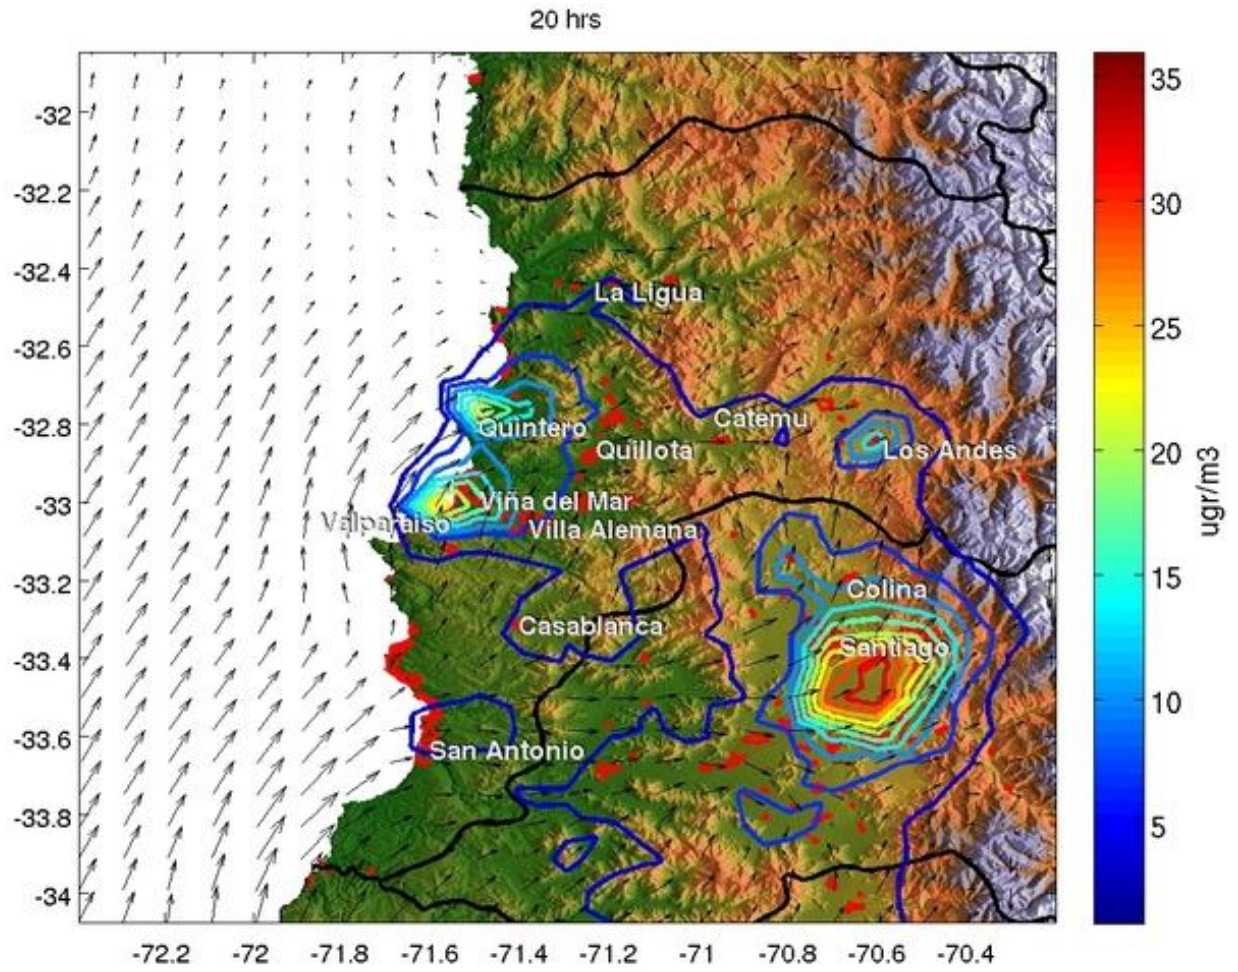 20 hrs
-32
-32.2
-32.4
-32.6
-32.8
-33
-33.2
-33.4
-33.6
-33.8
-34
La Ligua
Catemu
Quintero
Quillota
Los Andes
Viña del Mar
Valparaiso
Villa Alemana
Colina
Casablanca
Santiago
San Antonio
-72.2 -72 -71.8 -71.6 -71.4 -71.2 -71 -70.8 -70.6 -70.4
35
30
25
20
15
10
5
ugr/m3